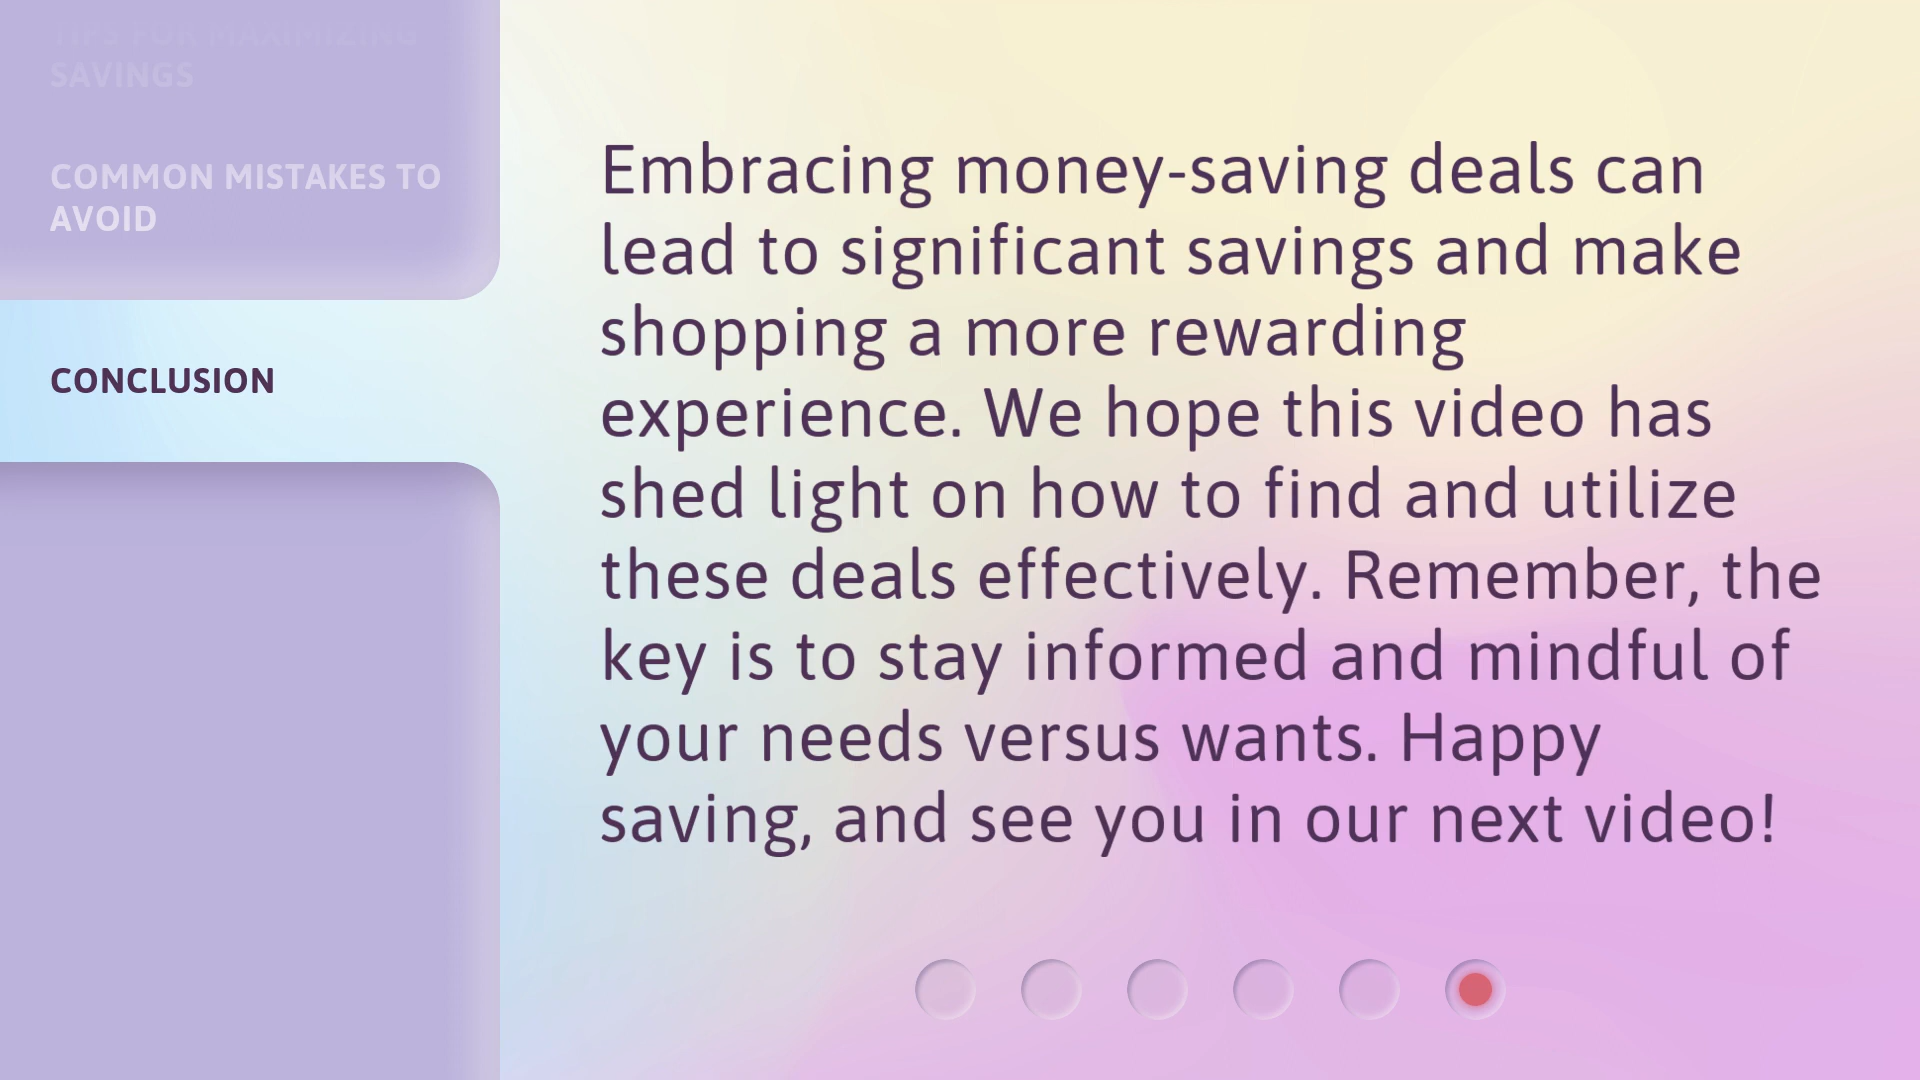 TIPS FOR MAXIMIZING
SAVINGS
COMMON MISTAKES TO
AVOID
CONCLUSION
Embracing money-saving deals can
lead to significant savings and make
shopping a more rewarding
experience. We hope this video has
shed light on how to find and utilize
these deals effectively. Remember, the
key is to stay informed and mindful of
your needs versus wants. Happy
saving, and see you in our next video!